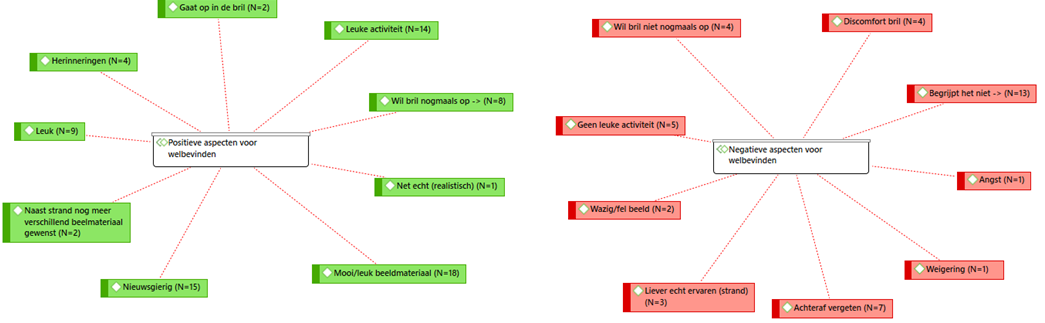 Gaat op in de bril (N=2)
Leuke activiteit (N=14)
Herinneringen (N=4)
Wil bril nogmaals op -> (N=8)
Leuk (N=9)
Positieve aspecten voor
welbevinden
Net echt (realistisch) (N=1)
Naast strand nog meer
verschillend beelmateriaal
gewenst (N=2)
Mooi/leuk beeldmateriaal (N=18)
Nieuwsgierig (N=15)
Wil bril niet nogmaals op (N=4)
Discomfort bril (N=4)
Begrijpt het niet -> (N=13)
Geen leuke activiteit (N=5)
Negatieve aspecten voor
welbevinden
Angst (N=1)
Wazig/fel beeld (N=2)
Weigering (N=1)
Liever echt ervaren (strand)
(N=3)
Achteraf vergeten (N=7)